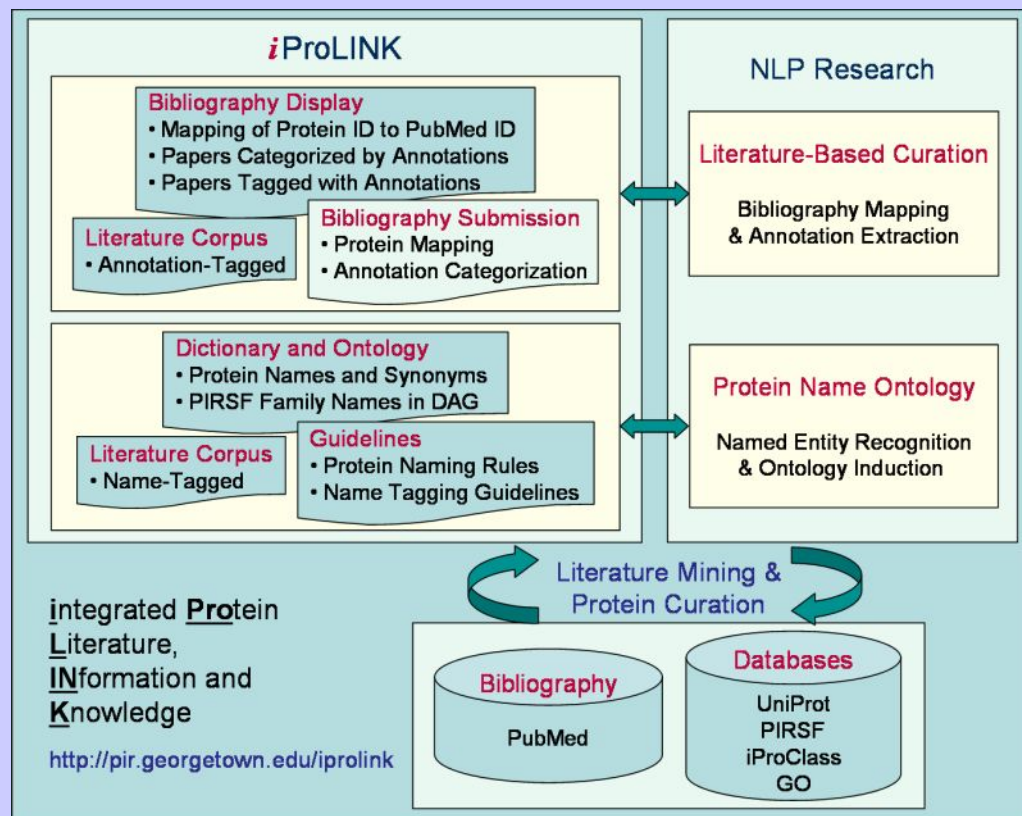 iProLINK
Bibliography Display
• Mapping of Protein ID to PubMed ID
• Papers Categorized by Annotations
• Papers Tagged with Annotations
Literature Corpus
• Annotation-Tagged
Bibliography Submission
• Protein Mapping
• Annotation Categorization
Dictionary and Ontology
• Protein Names and Synonyms
• PIRSF Family Names in DAG
Literature Corpus
• Name-Tagged
Guidelines
• Protein Naming Rules
• Name Tagging Guidelines
NLP Research
Literature-Based Curation
Bibliography Mapping
& Annotation Extraction
Protein Name Ontology
Named Entity Recognition
& Ontology Induction
Literature Mining &
Protein Curation
integrated Protein
Literature,
INformation and
Knowledge
http://pir.georgetown.edu/iprolink
Bibliography
PubMed
Databases
UniProt
PIRSF
iProClass
GO